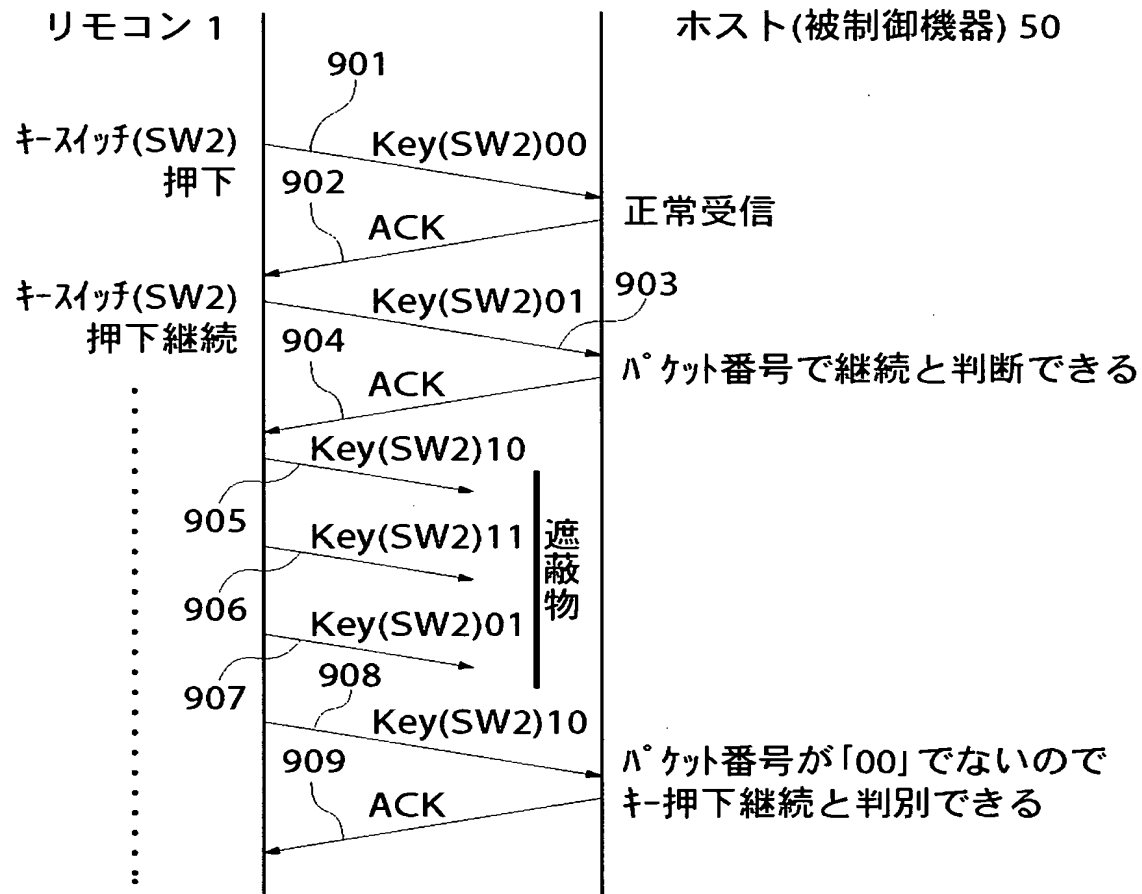 リモコン 1
ホスト(被制御機器) 50
901
ｷｰｽｲｯﾁ(SW2)
押下
Key(SW2)00
902
正常受信
ACK
ｷｰｽｲｯﾁ(SW2)
押下継続
Key(SW2)01
903
904
ﾊﾟｹｯﾄ番号で継続と判断できる
ACK
Key(SW2)10
905
Key(SW2)11
遮蔽物
906
Key(SW2)01
907
908
Key(SW2)10
909
ﾊﾟｹｯﾄ番号が｢00｣でないので
ｷｰ押下継続と判別できる
ACK